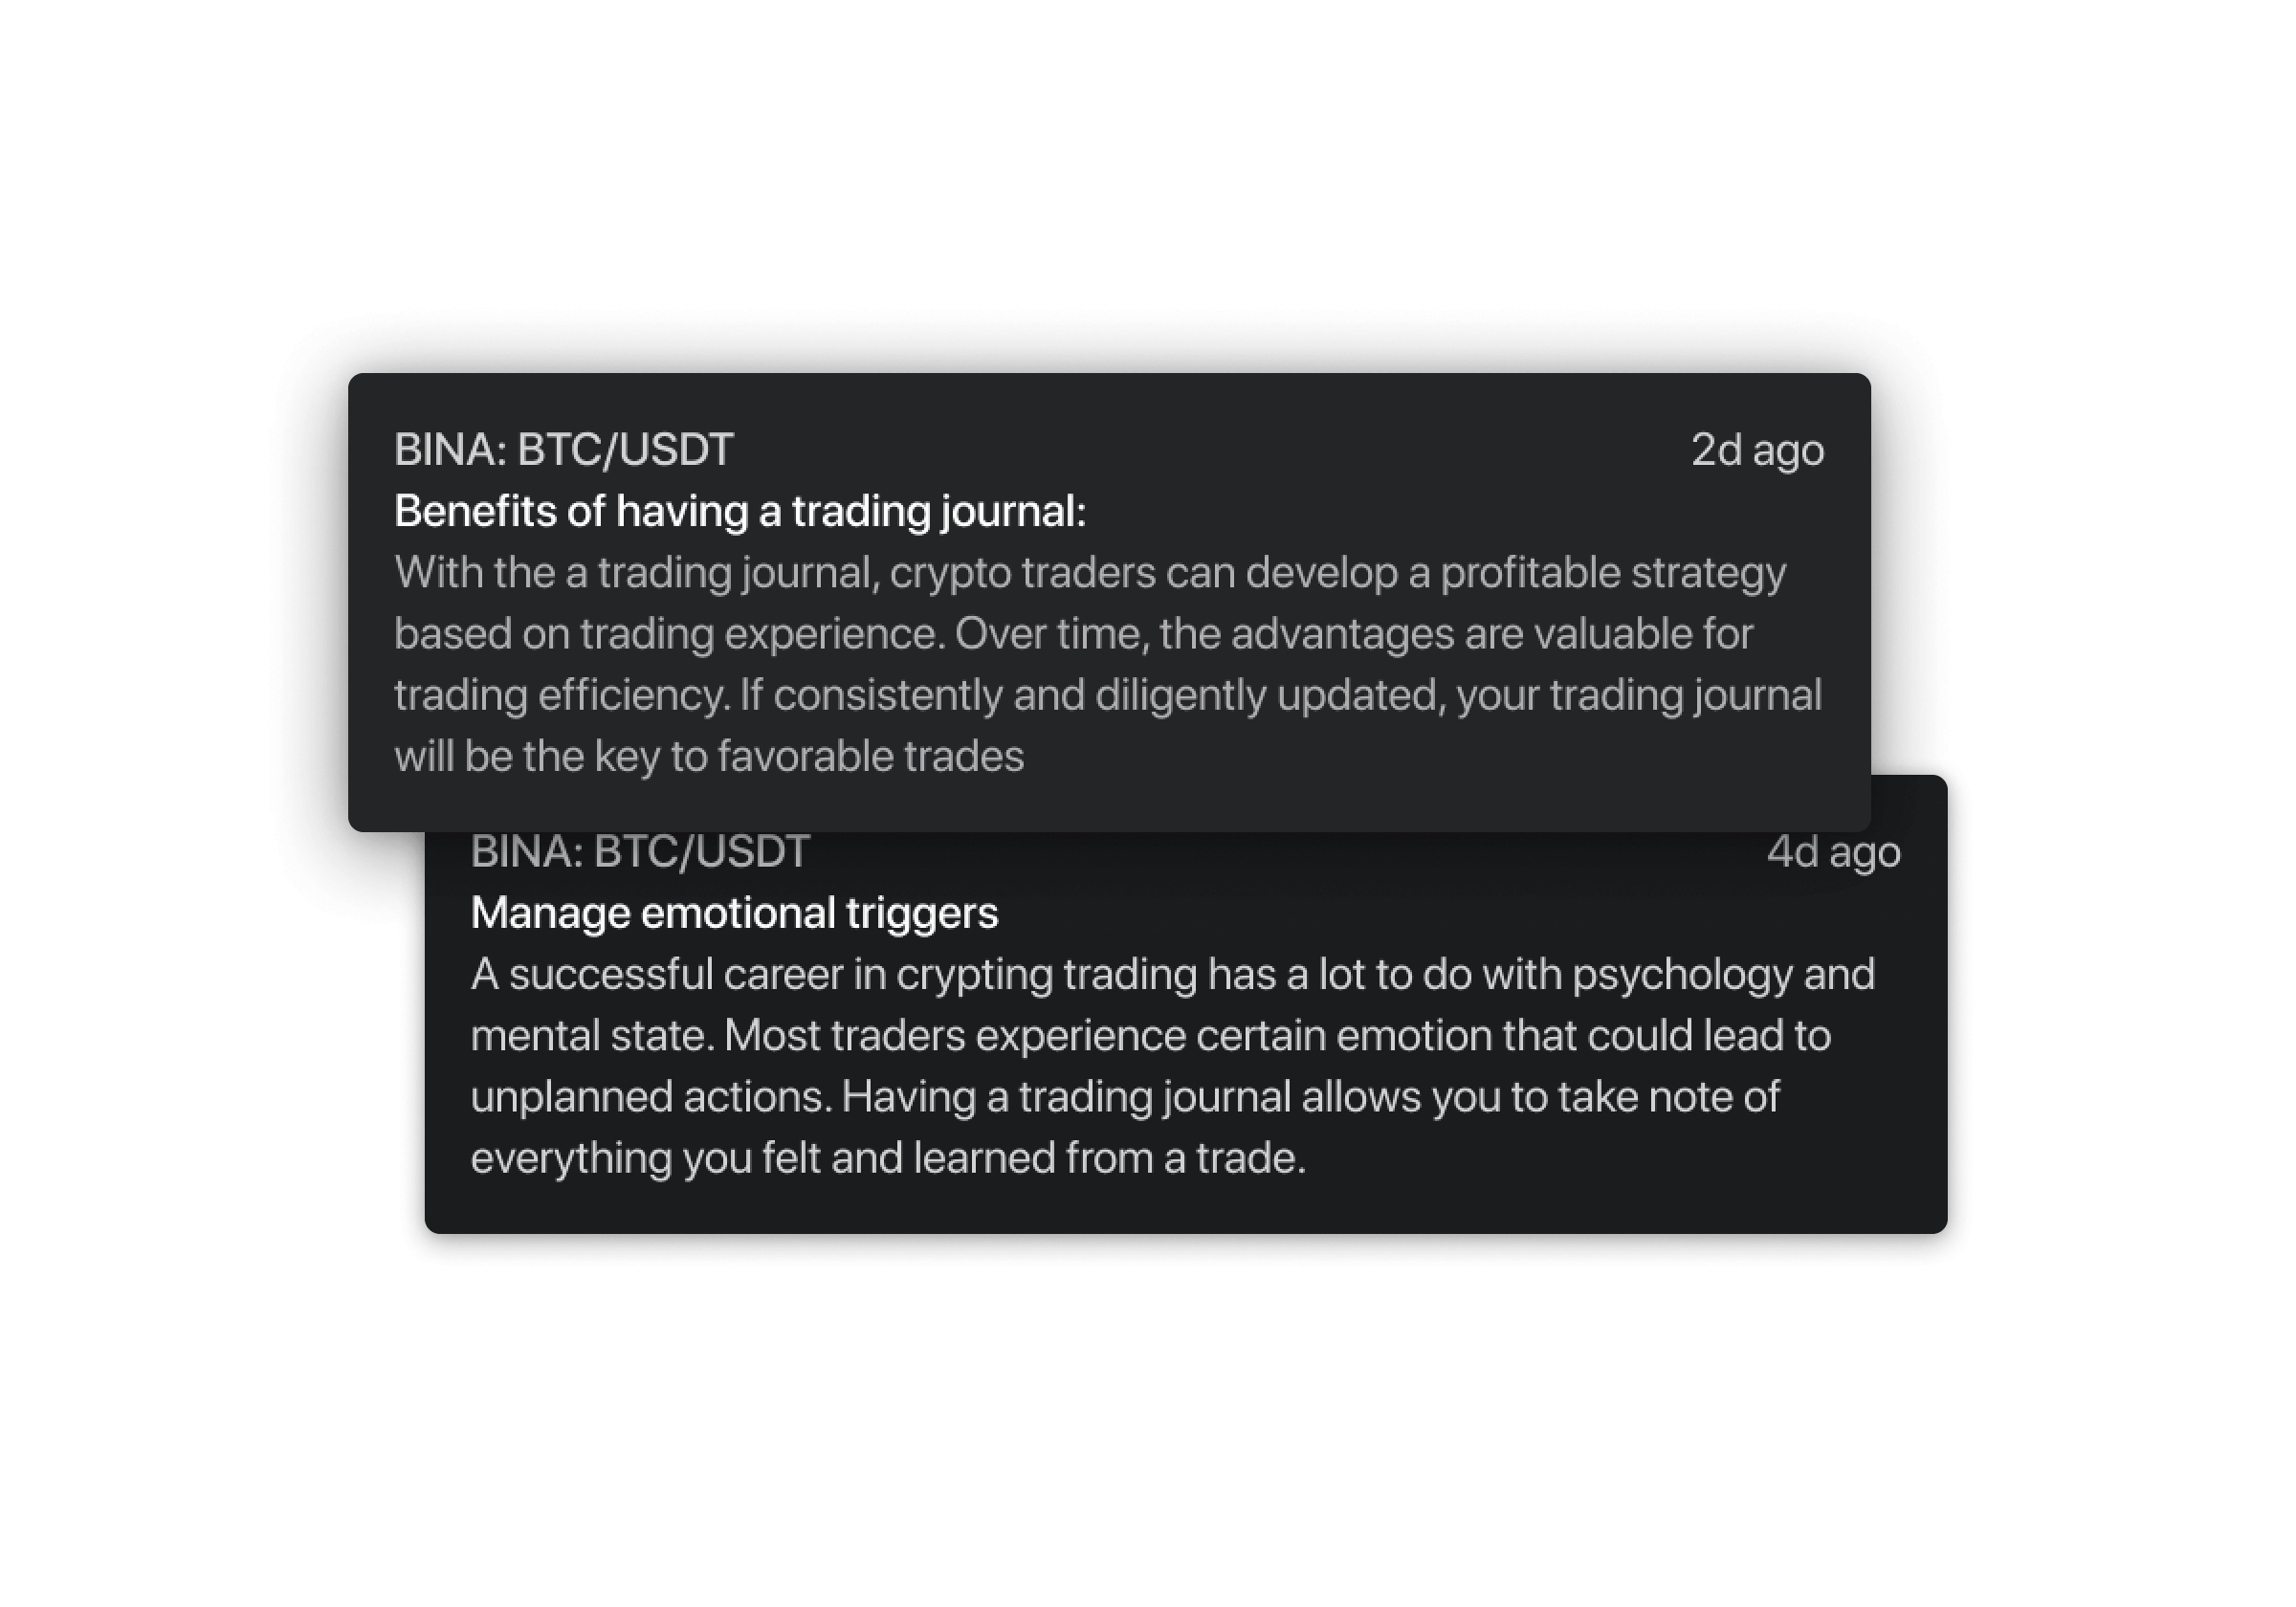 BINA: BTC/USDT 2d ago
Benefits of having a trading journal:
With the a trading journal, crypto traders can develop a profitable strategy
based on trading experience. Over time, the advantages are valuable for
trading efficiency. If consistently and diligently updated, your trading journal
will be the key to favorable trades
BINA: BTC/USDT 4d ago
Manage emotional triggers
A successful career in crypting trading has a lot to do with psychology and
mental state. Most traders experience certain emotion that could lead to
unplanned actions. Having a trading journal allows you to take note of
everything you felt and learned from a trade.